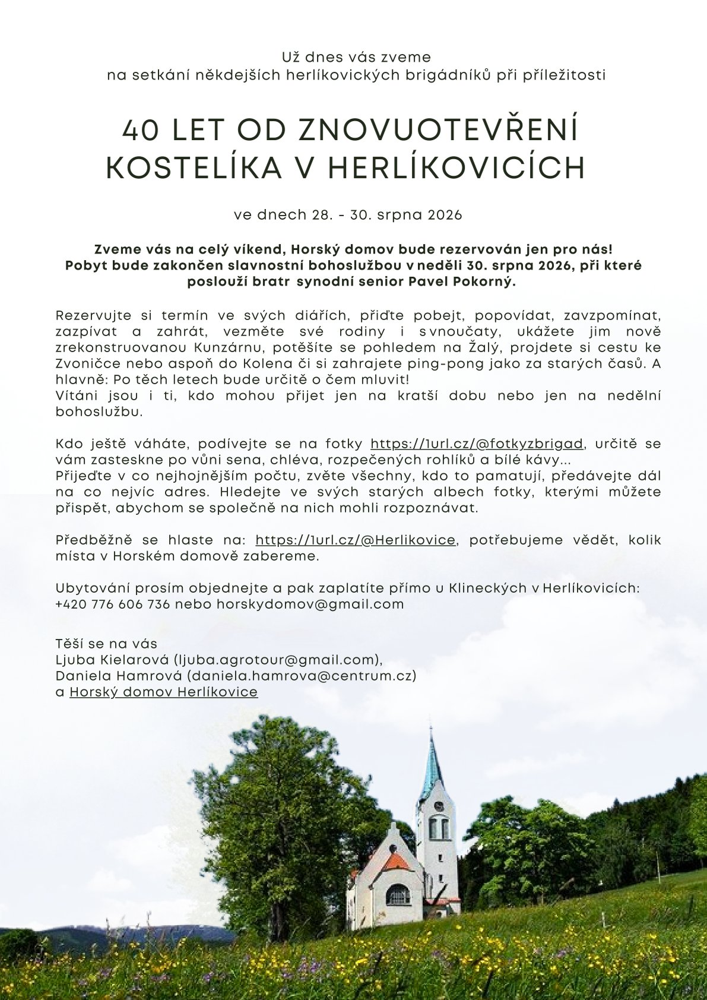 Už dnes vás zveme
na setkání někdejších herlíkovických brigádníků při příležitosti
40 LET OD ZNOVUOTEVŘENÍ
KOSTELÍKA V HERLÍKOVICÍCH
ve dnech 28. - 30. srpna 2026
Zveme vás na celý víkend, Horský domov bude rezervován jen pro nás!
Pobyt bude zakončen slavnostní bohoslužbou v neděli 30. srpna 2026, při které
poslouží bratr synodní senior Pavel Pokorný.
Rezervujte si termín ve svých diářích, přiďte pobejt, popovídat, zavzpomínat,
zazpívat a zahrát, vezměte své rodiny i s vnoučaty, ukážete jim nově
zrekonstruovanou Kunzárnu, potěšíte se pohledem na Žalý, projdete si cestu ke
Zvoničce nebo aspoň do Kolena či si zahrajete ping-pong jako za starých časů. A
hlavně: Po těch letech bude určitě o čem mluvit!
Vítáni jsou i ti, kdo mohou přijet jen na kratší dobu nebo jen na nedělní
bohoslužbu.
Kdo ještě váháte, podívejte se na fotky https://1url.cz/@fotkyzbrigad, určitě se
vám zasteskne po vůni sena, chléva, rozpečených rohlíků a bílé kávy...
Přijeďte v co nejhojnějším počtu, zvěte všechny, kdo to pamatují, předávejte dál
na co nejvíc adres. Hledejte ve svých starých albech fotky, kterými můžete
přispět, abychom se společně na nich mohli rozpoznávat.
Předběžně se hlaste na: https://1url.cz/@Herlikovice, potřebujeme vědět, kolik
místa v Horském domově zabereme.
Ubytování prosím objednejte a pak zaplatíte přímo u Klineckých v Herlíkovicích:
+420 776 606 736 nebo horskydomov@gmail.com
Těší se na vás
Ljuba Kielarová (ljuba.agrotour@gmail.com),
Daniela Hamrová (daniela.hamrova@centrum.cz)
a Horský domov Herlíkovice